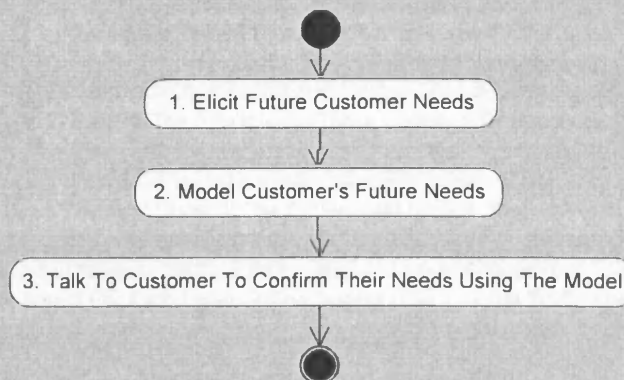 1. Elicit Future Customer Needs
2. Model Customer's Future Needs
3. Talk To Customer To Confirm Their Needs Using The Model